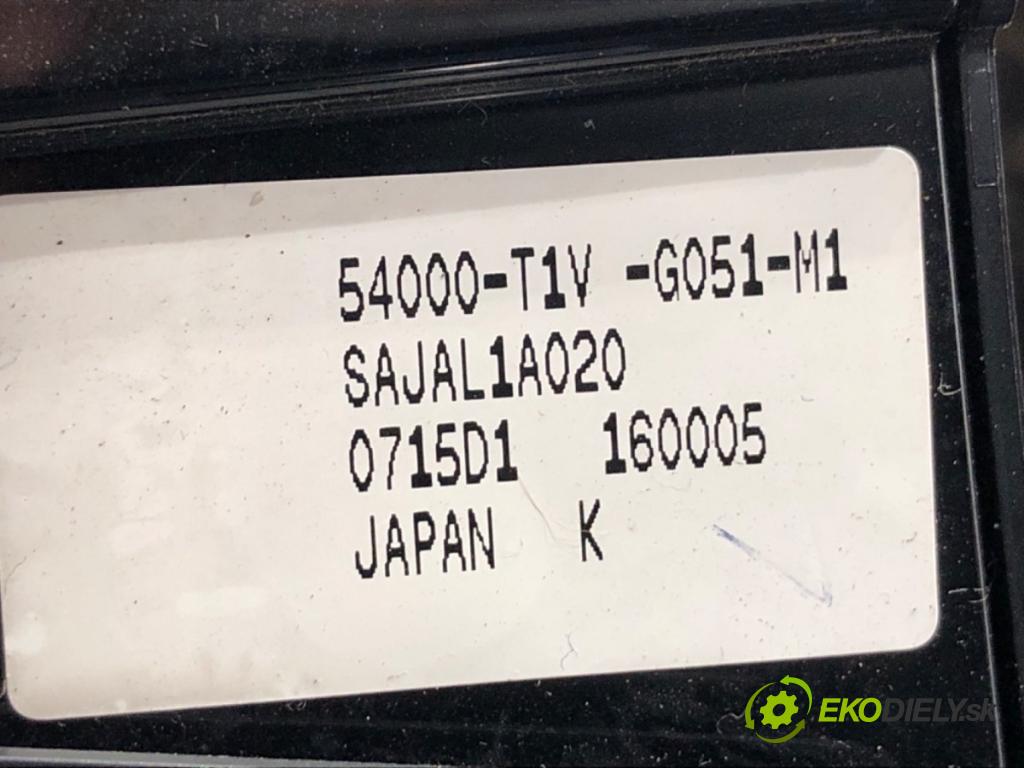 54000-T1V -G051-M1
SAJAL1A020
0715D1 160005
JAPAN K
EKODIELY.sk